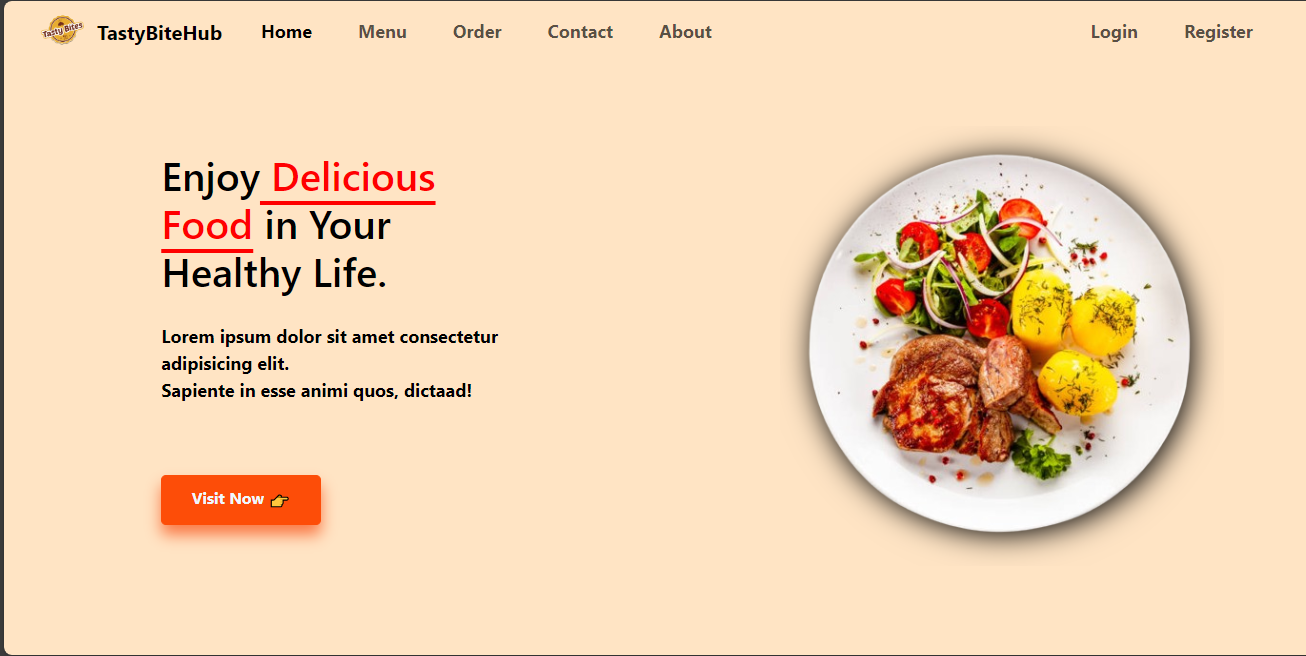 Tasty Bites
TastyBiteHub Home Menu Order Contact About Login Register
Enjoy Delicious
Food in Your
Healthy Life.
Lorem ipsum dolor sit amet consectetur
adipisicing elit.
Sapiente in esse animi quos, dictaad!
Visit Now 👉